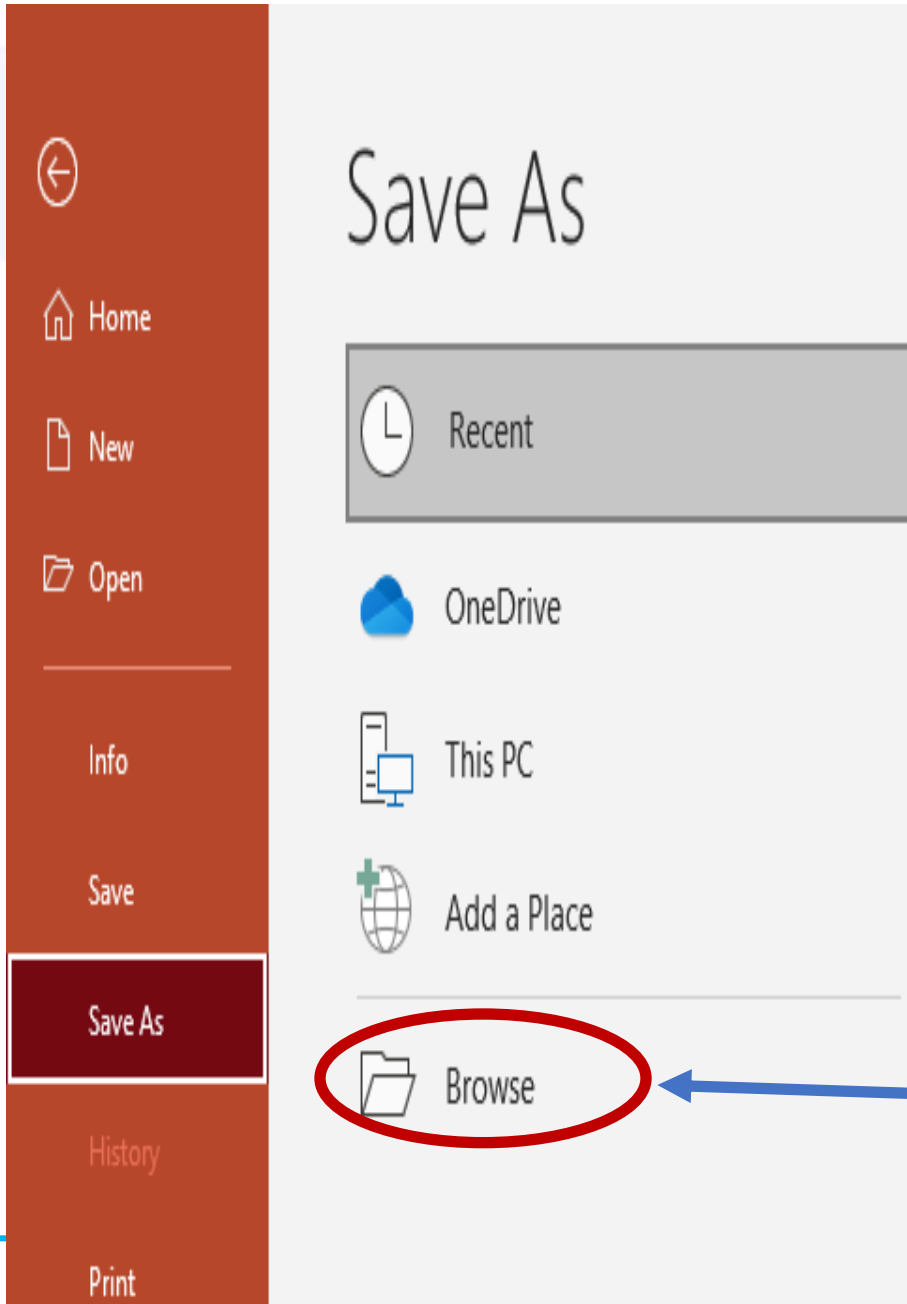 Save As
Home
New
Open
Info
Save
Save As
History
Print
Recent
OneDrive
This PC
Add a Place
Browse